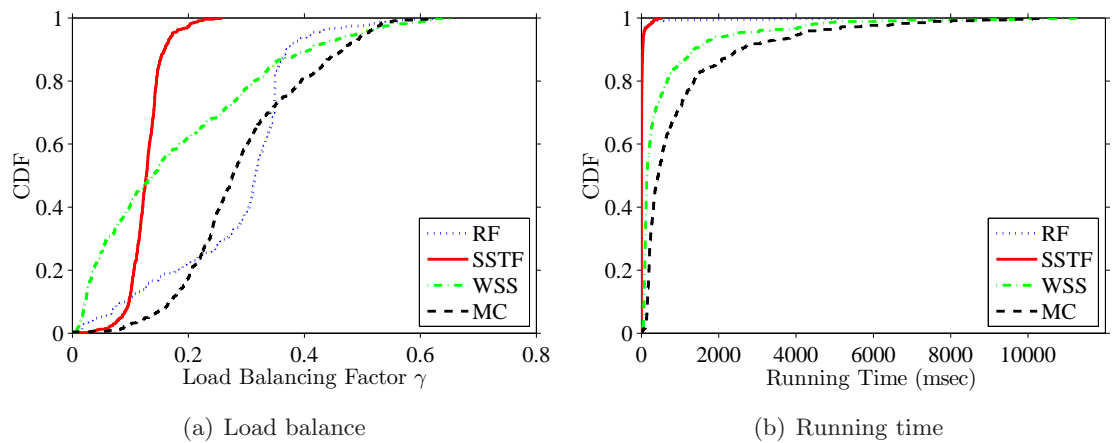 1
0.8
0.6
0.4
0.2
0
CDF
0 0.2 0.4 0.6 0.8
Load Balancing Factor γ
RF
SSTF
WSS
MC
(a) Load balance
1
0.8
0.6
0.4
0.2
0
CDF
0 2000 4000 6000 8000 10000
Running Time (msec)
RF
SSTF
WSS
MC
(b) Running time